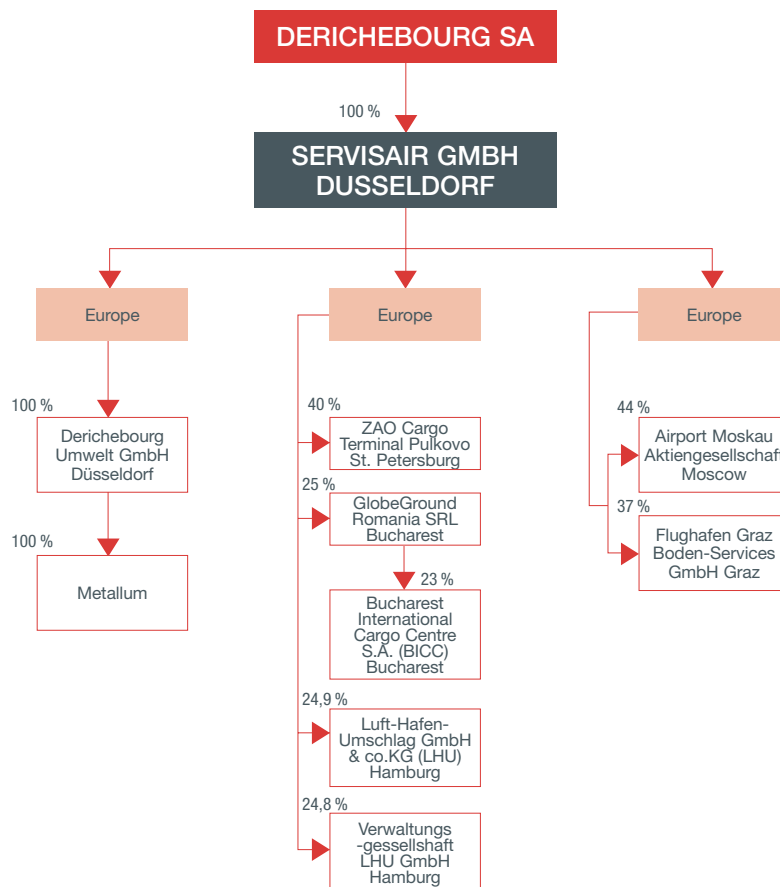 DERICHEBOURG SA
100 %
SERVISAIR GMBH
DUSSELDORF
Europe
100 %
Derichebourg
Umwelt GmbH
Düsseldorf
100 %
Metallum
Europe
40 %
ZAO Cargo
Terminal Pulkovo
St. Petersburg
25 %
GlobeGround
Romania SRL
Bucharest
23 %
Bucharest
International
Cargo Centre
S.A. (BICC)
Bucharest
24,9 %
Luft-Hafen-
Umschlag GmbH
& co.KG (LHU)
Hamburg
24,8 %
Verwaltungs
-gessellshaft
LHU GmbH
Hamburg
Europe
44 %
Airport Moskau
Aktiengesellschaft
Moscow
37 %
Flughafen Graz
Boden-Services
GmbH Graz